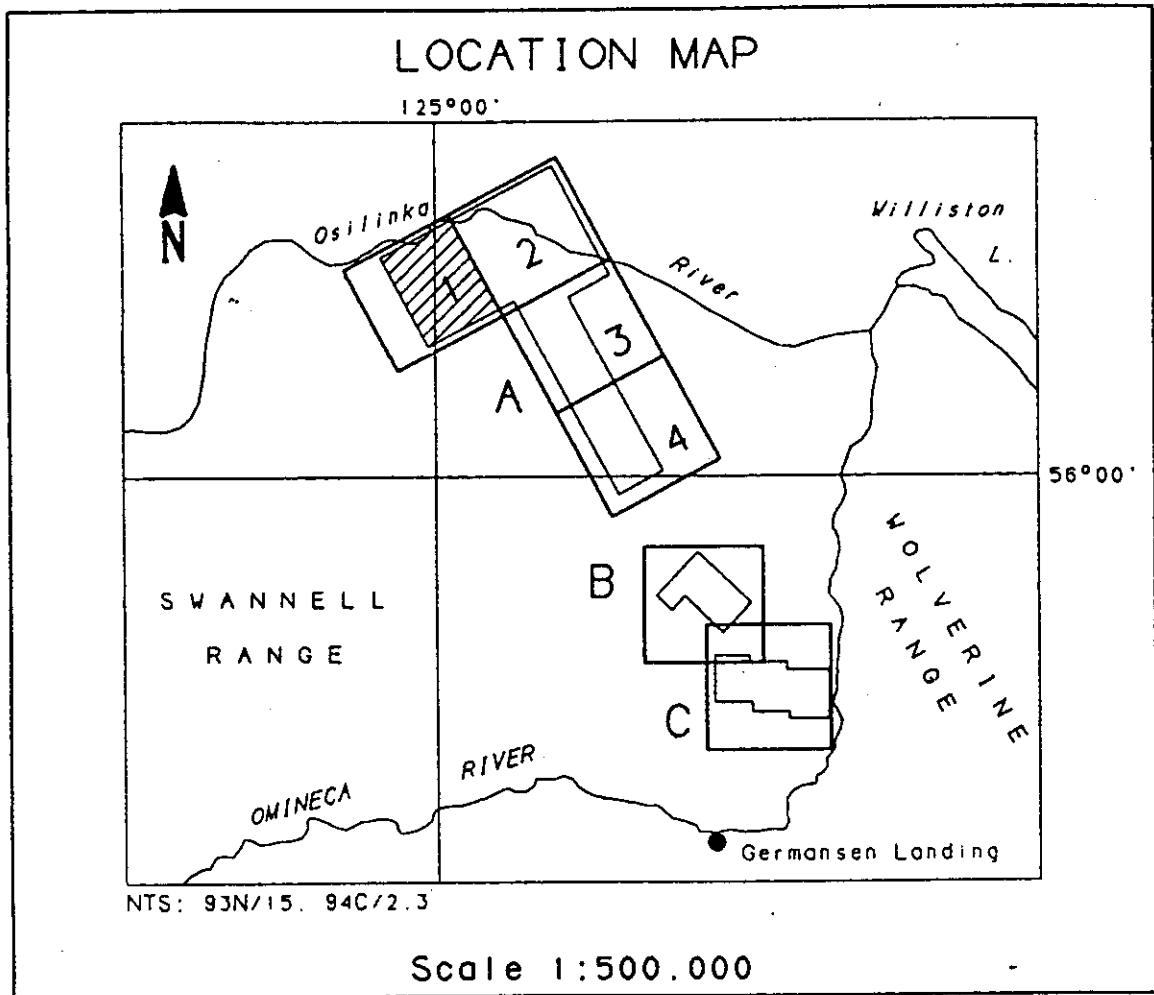 LOCATION MAP
125°00'
N
Osilinka
River
Williston
L.
1
2
3
4
A
56°00'
B
C
SWANNELL
RANGE
WOLVERINE
RANGE
OMINECA
RIVER
Germansen Landing
NTS: 93N/15. 94C/2.3
Scale 1:500.000